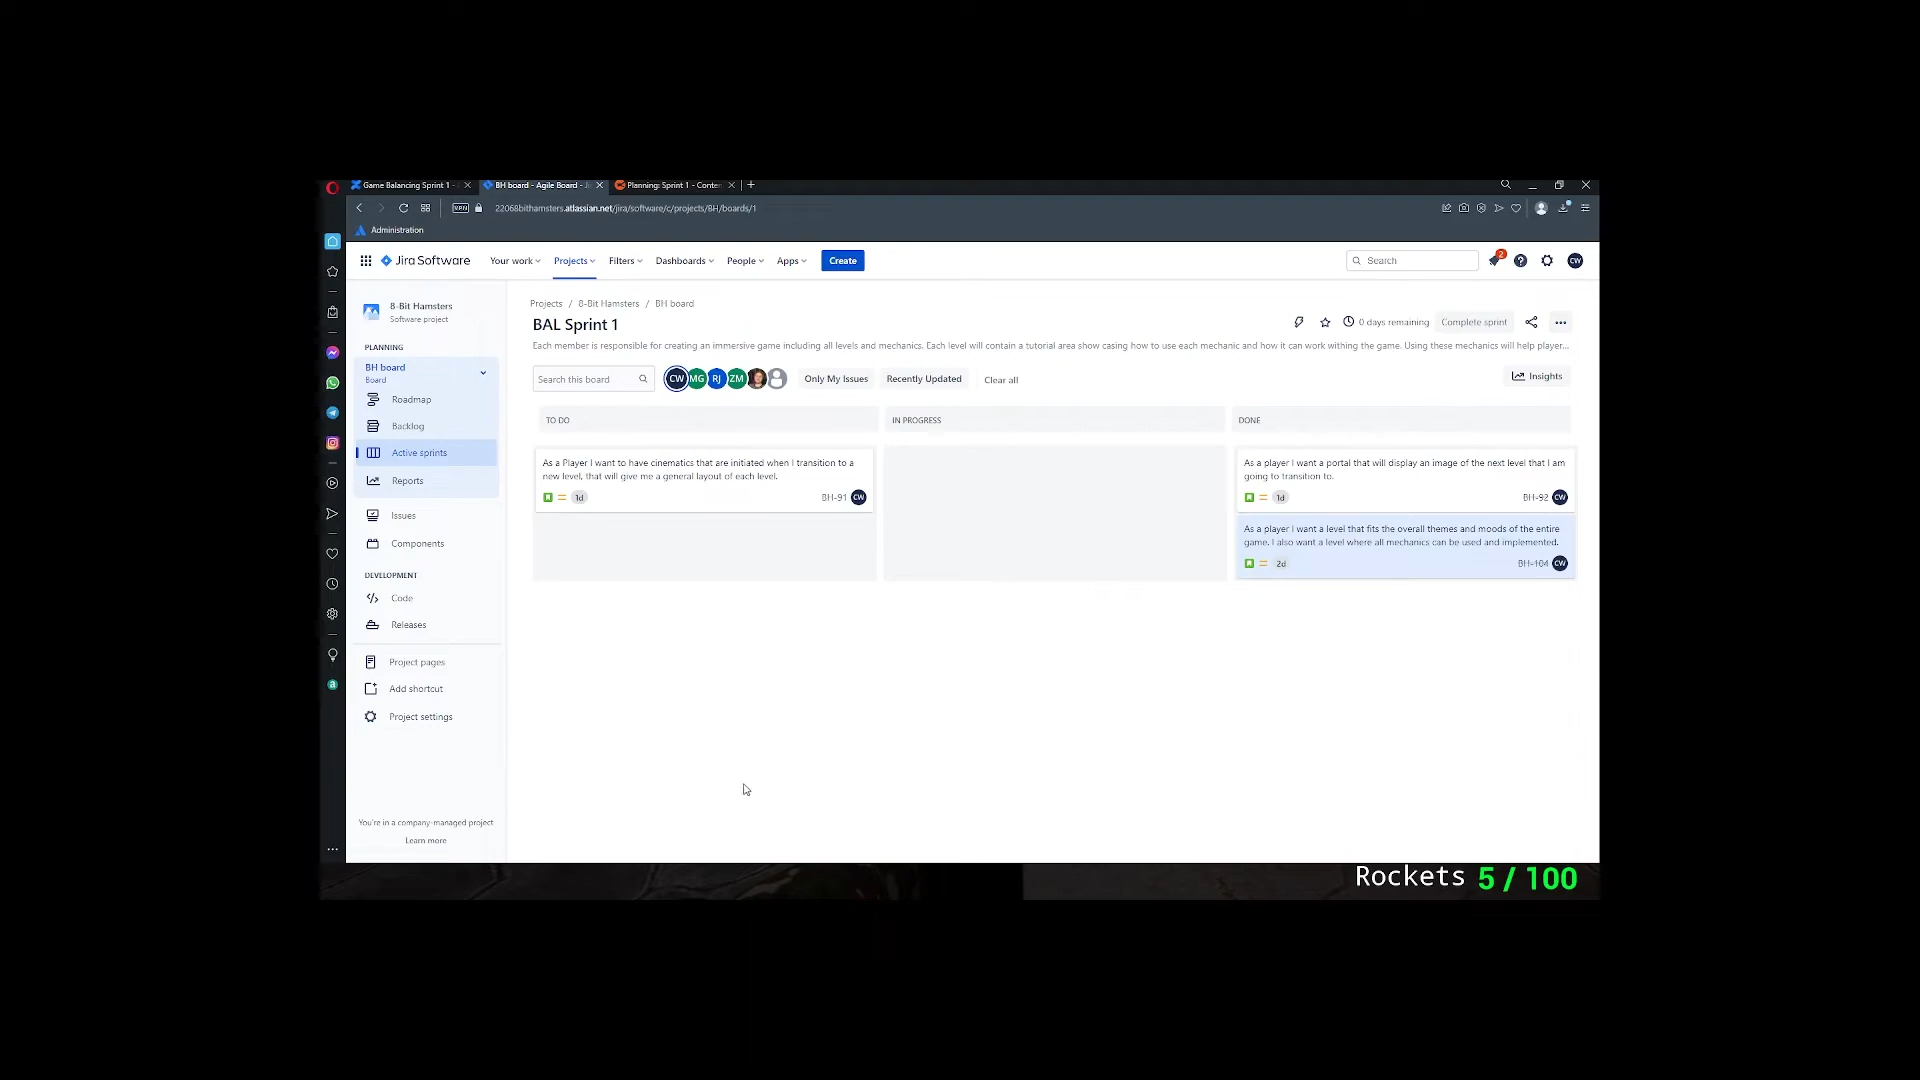 Game Balancing Sprint 1 -
BH board - Agile Board -
Planning: Sprint 1 -
VPN
22068bithamsters.atlassian.net/jira/software/c/projects/BH/boards/1
Administration
Jira Software
Your work
Projects
Filters
Dashboards
People
Apps
Create
Search
2
CW
8-Bit Hamsters
Software project
PLANNING
BH board
Board
Roadmap
Backlog
Active sprints
Reports
Issues
Components
DEVELOPMENT
Code
Releases
Project pages
Add shortcut
Project settings
You're in a company-managed project
Learn more
Projects / 8-Bit Hamsters / BH board
BAL Sprint 1
0 days remaining
Complete sprint
Each member is responsible for creating an immersive game including all levels and mechanics. Each level will contain a tutorial area show casing how to use each mechanic and how it can work withing the game. Using these mechanics will help player...
Search this board
CW MG RJ ZM
Only My Issues
Recently Updated
Clear all
Insights
TO DO
As a Player I want to have cinematics that are initiated when I transition to a
new level, that will give me a general layout of each level.
1d BH-91 CW
IN PROGRESS
DONE
As a player I want a portal that will display an image of the next level that I am
going to transition to.
1d BH-92 CW
As a player I want a level that fits the overall themes and moods of the entire
game. I also want a level where all mechanics can be used and implemented.
2d BH-104 CW
Rockets 5 / 100